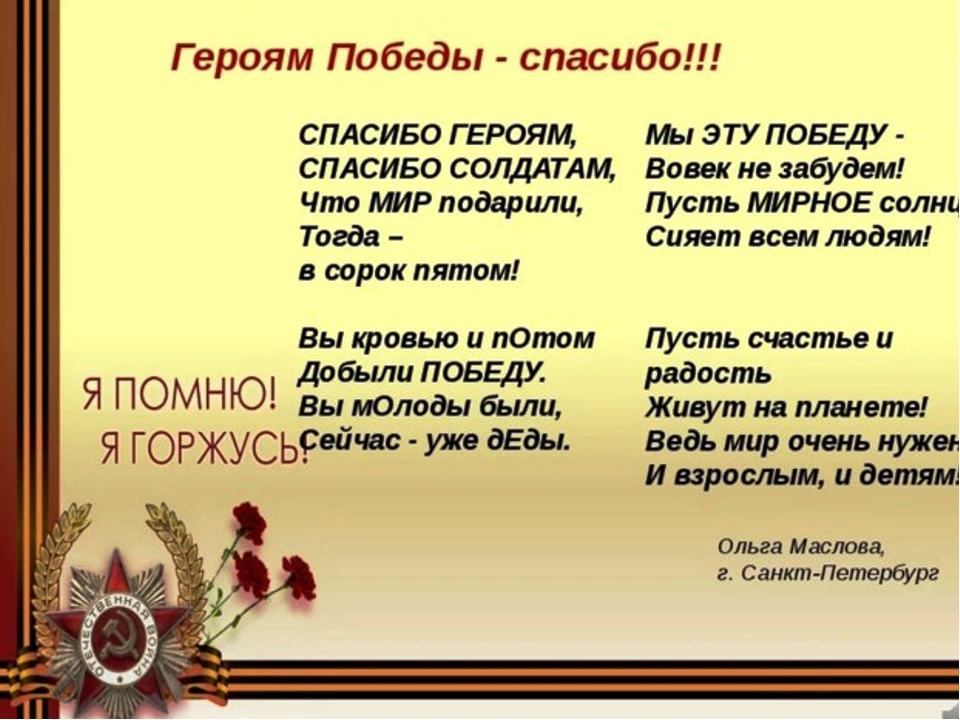 Героям Победы - спасибо!!!
СПАСИБО ГЕРОЯМ,
СПАСИБО СОЛДАТАМ,
Что МИР подарили,
Тогда –
в сорок пятом!
Вы кровью и пОтом
Добыли ПОБЕДУ.
Вы мОлоды были,
Сейчас - уже дЕды.
Мы ЭТУ ПОБЕДУ -
Вовек не забудем!
Пусть МИРНОЕ солнц
Сияет всем людям!
Пусть счастье и
радость
Живут на планете!
Ведь мир очень нужен
И взрослым, и детям!
Ольга Маслова,
г. Санкт-Петербург
Я ПОМНЮ!
Я ГОРЖУСЬ!
ОТЕЧЕСТВЕННАЯ ВОЙНА